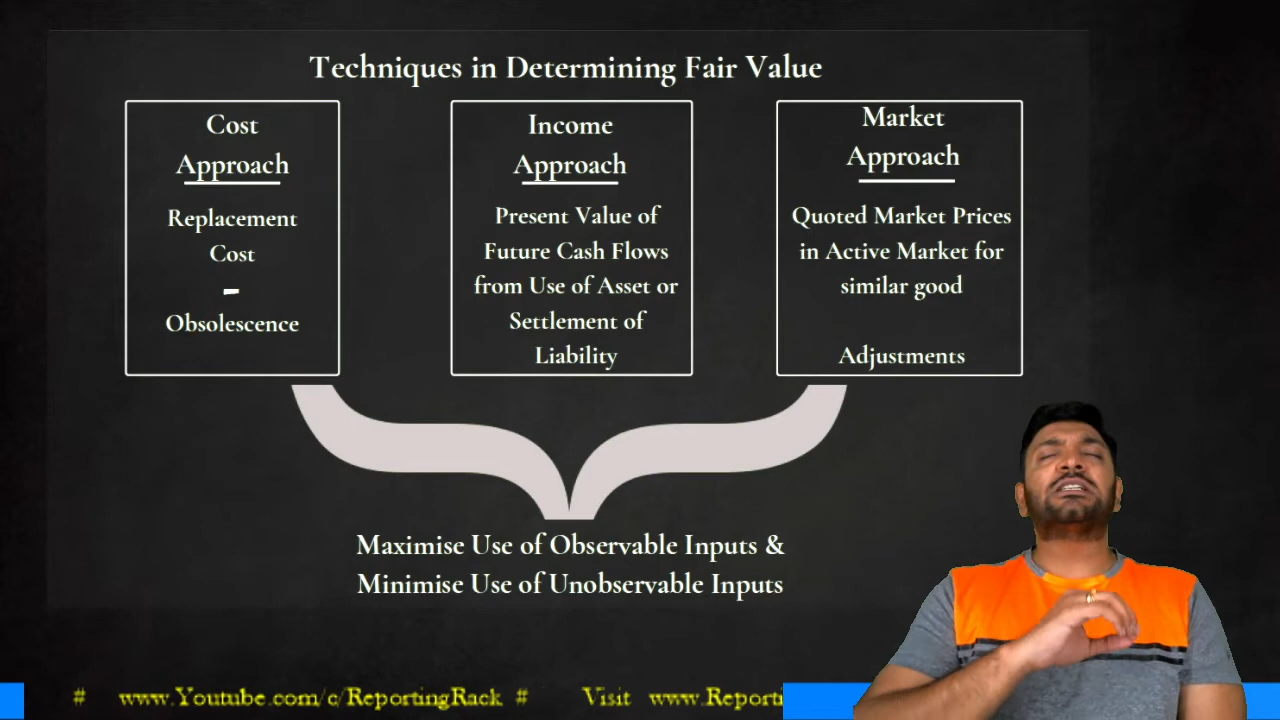 Techniques in Determining Fair Value
Cost
Approach
Replacement
Cost
-
Obsolescence
Income
Approach
Present Value of
Future Cash Flows
from Use of Asset or
Settlement of
Liability
Market
Approach
Quoted Market Prices
in Active Market for
similar good
Adjustments
Maximise Use of Observable Inputs &
Minimise Use of Unobservable Inputs
# www.Youtube.com/c/ReportingRack # Visit www.Reporti